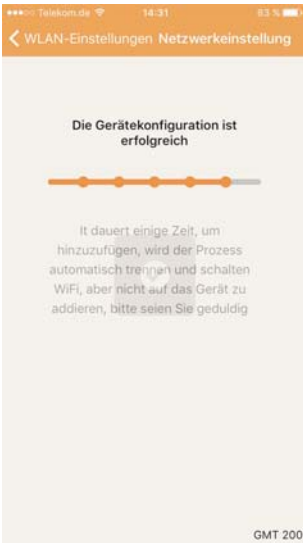 Telekom.de 14:31 83 %
WLAN-Einstellungen Netzwerkeinstellung
Die Gerätekonfiguration ist
erfolgreich
It dauert einige Zeit, um
hinzuzufügen, wird der Prozess
automatisch trennen und schalten
WiFi, aber nicht auf das Gerät zu
addieren, bitte seien Sie geduldig
GMT 200